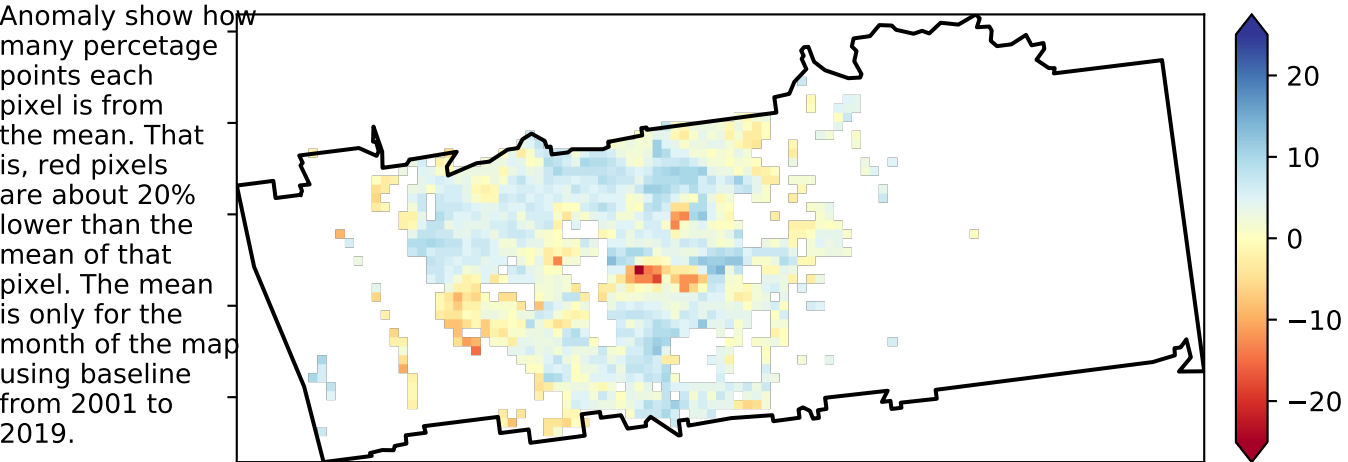 Anomaly show how
many percetage
points each
pixel is from
the mean. That
is, red pixels
are about 20%
lower than the
mean of that
pixel. The mean
is only for the
month of the map
using baseline
from 2001 to
2019.
20
10
0
−10
−20